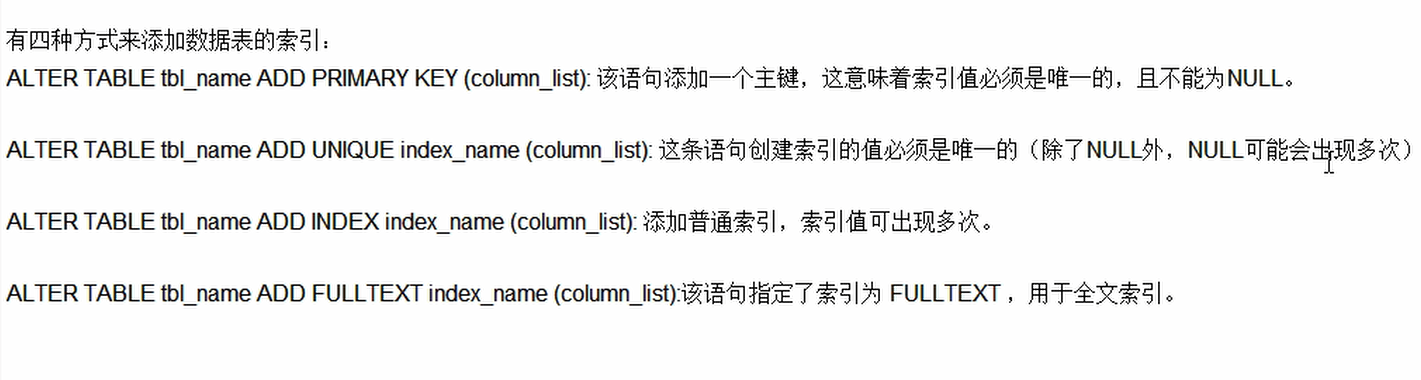 有四种方式来添加数据表的索引：
ALTER TABLE tbl_name ADD PRIMARY KEY (column_list): 该语句添加一个主键，这意味着索引值必须是唯一的，且不能为NULL。
ALTER TABLE tbl_name ADD UNIQUE index_name (column_list): 这条语句创建索引的值必须是唯一的（除了NULL外，NULL可能会出现多次）
ALTER TABLE tbl_name ADD INDEX index_name (column_list): 添加普通索引，索引值可出现多次。
ALTER TABLE tbl_name ADD FULLTEXT index_name (column_list):该语句指定了索引为 FULLTEXT ，用于全文索引。